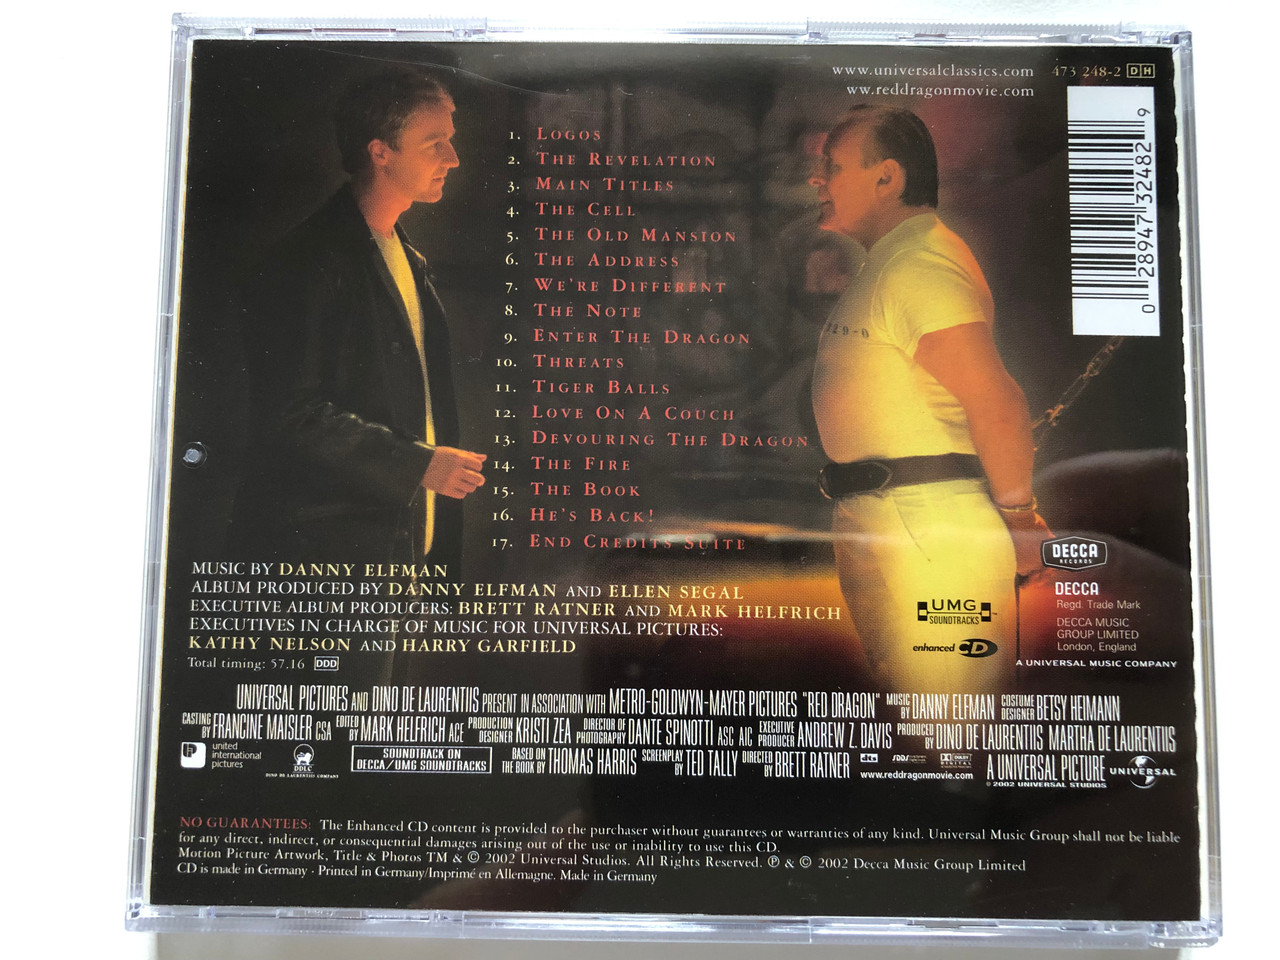 www.universalclassics.com 473 248-2 DH
ww.reddragonmovie.com
0 28947 32482 9
1. LOGOS
2. THE REVELATION
3. MAIN TITLES
4. THE CELL
5. THE OLD MANSION
6. THE ADDRESS
7. WE'RE DIFFERENT
8. THE NOTE
9. ENTER THE DRAGON
10. THREATS
11. TIGER BALLS
12. LOVE ON A COUCH
13. DEVOURING THE DRAGON
14. THE FIRE
15. THE BOOK
16. HE'S BACK!
17. END CREDITS SUITE
MUSIC BY DANNY ELFMAN
ALBUM PRODUCED BY DANNY ELFMAN AND ELLEN SEGAL
EXECUTIVE ALBUM PRODUCERS: BRETT RATNER AND MARK HELFRICH
EXECUTIVES IN CHARGE OF MUSIC FOR UNIVERSAL PICTURES:
KATHY NELSON AND HARRY GARFIELD
Total timing: 57.16 DDD
UMG
SOUNDTRACKS
enhanced CD
DECCA
RECORDS
DECCA
Regd. Trade Mark
DECCA MUSIC
GROUP LIMITED
London, England
A UNIVERSAL MUSIC COMPANY
UNIVERSAL PICTURES AND DINO DE LAURENTIIS PRESENT IN ASSOCIATION WITH METRO-GOLDWYN-MAYER PICTURES "RED DRAGON" MUSIC BY DANNY ELFMAN COSTUME DESIGNER BETSY HEIMANN
CASTING BY FRANCINE MAISLER CSA EDITED BY MARK HELFRICH ACE PRODUCTION DESIGNER KRISTI ZEA DIRECTOR OF PHOTOGRAPHY DANTE SPINOTTI ASC AIC EXECUTIVE PRODUCER ANDREW Z. DAVIS PRODUCED BY DINO DE LAURENTIIS MARTHA DE LAURENTIIS
united international pictures DDLC DINO DE LAURENTIIS COMPANY SOUNDTRACK ON DECCA/UMG SOUNDTRACKS BASED ON THE BOOK BY THOMAS HARRIS SCREENPLAY BY TED TALLY DIRECTED BY BRETT RATNER dts SDDS DOLBY DIGITAL www.reddragonmovie.com A UNIVERSAL PICTURE © 2002 UNIVERSAL STUDIOS UNIVERSAL
NO GUARANTEES: The Enhanced CD content is provided to the purchaser without guarantees or warranties of any kind. Universal Music Group shall not be liable
for any direct, indirect, or consequential damages arising out of the use or inability to use this CD.
Motion Picture Artwork, Title & Photos TM & © 2002 Universal Studios. All Rights Reserved. ℗ & © 2002 Decca Music Group Limited
CD is made in Germany · Printed in Germany/Imprimé en Allemagne. Made in Germany